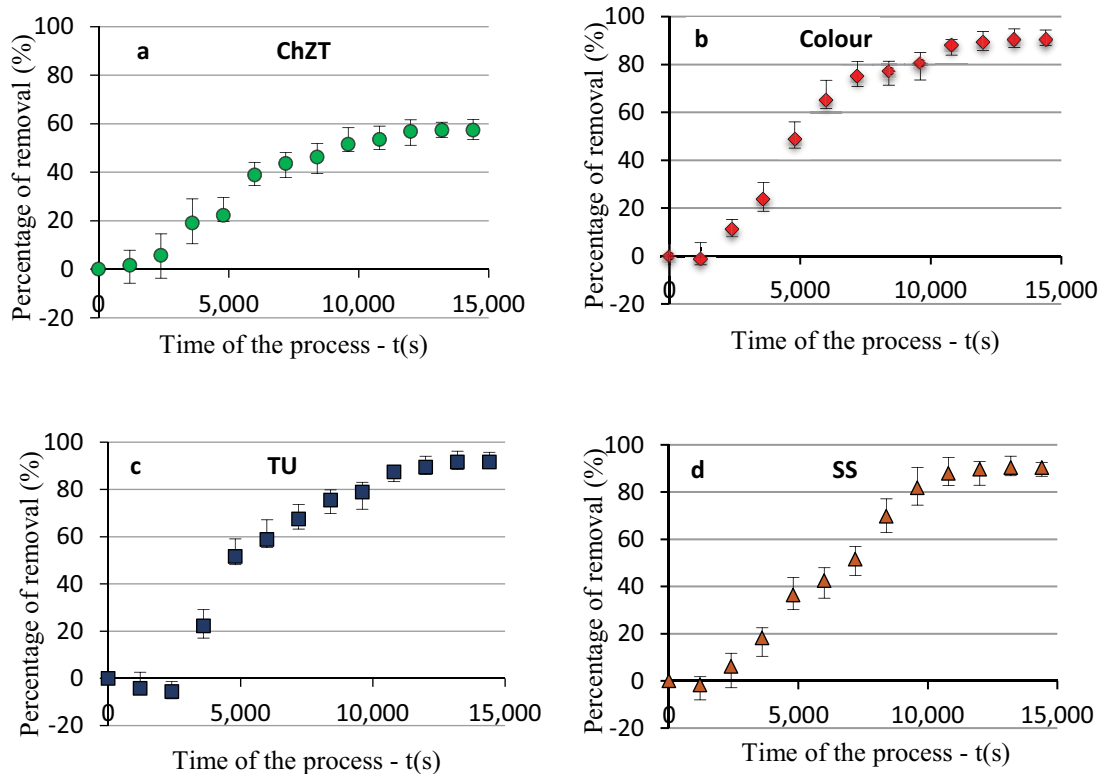 a
ChZT
Percentage of removal (%)
100
80
60
40
20
0
-20
0
5,000
10,000
15,000
Time of the process - t(s)
b
Colour
Percentage of removal (%)
100
80
60
40
20
0
-20
0
5,000
10,000
15,000
Time of the process - t(s)
c
TU
Percentage of removal (%)
100
80
60
40
20
0
-20
0
5,000
10,000
15,000
Time of the process - t(s)
d
SS
Percentage of removal (%)
100
80
60
40
20
0
-20
0
5,000
10,000
15,000
Time of the process - t(s)